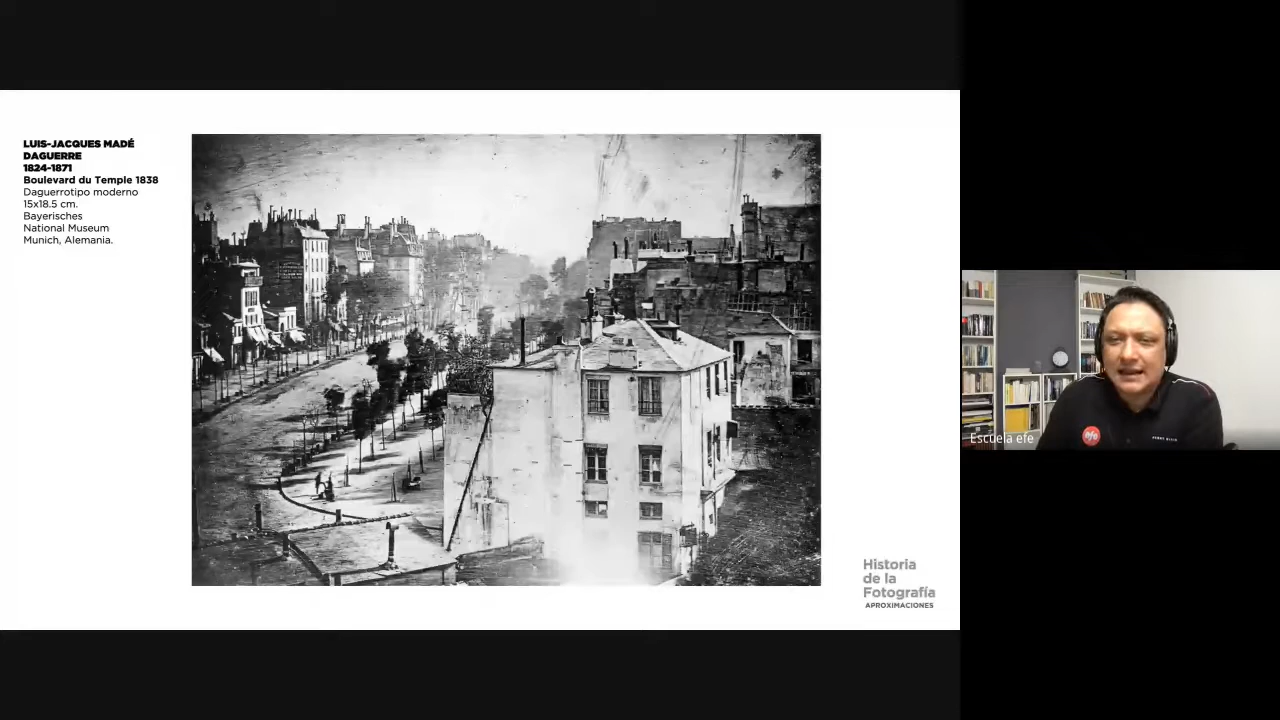 LUIS-JACQUES MADÉ
DAGUERRE
1824-1871
Boulevard du Temple 1838
Daguerrotipo moderno
15x18.5 cm.
Bayerisches
National Museum
Munich, Alemania.
Historia
de la
Fotografía
APROXIMACIONES
Escuela efe
efe